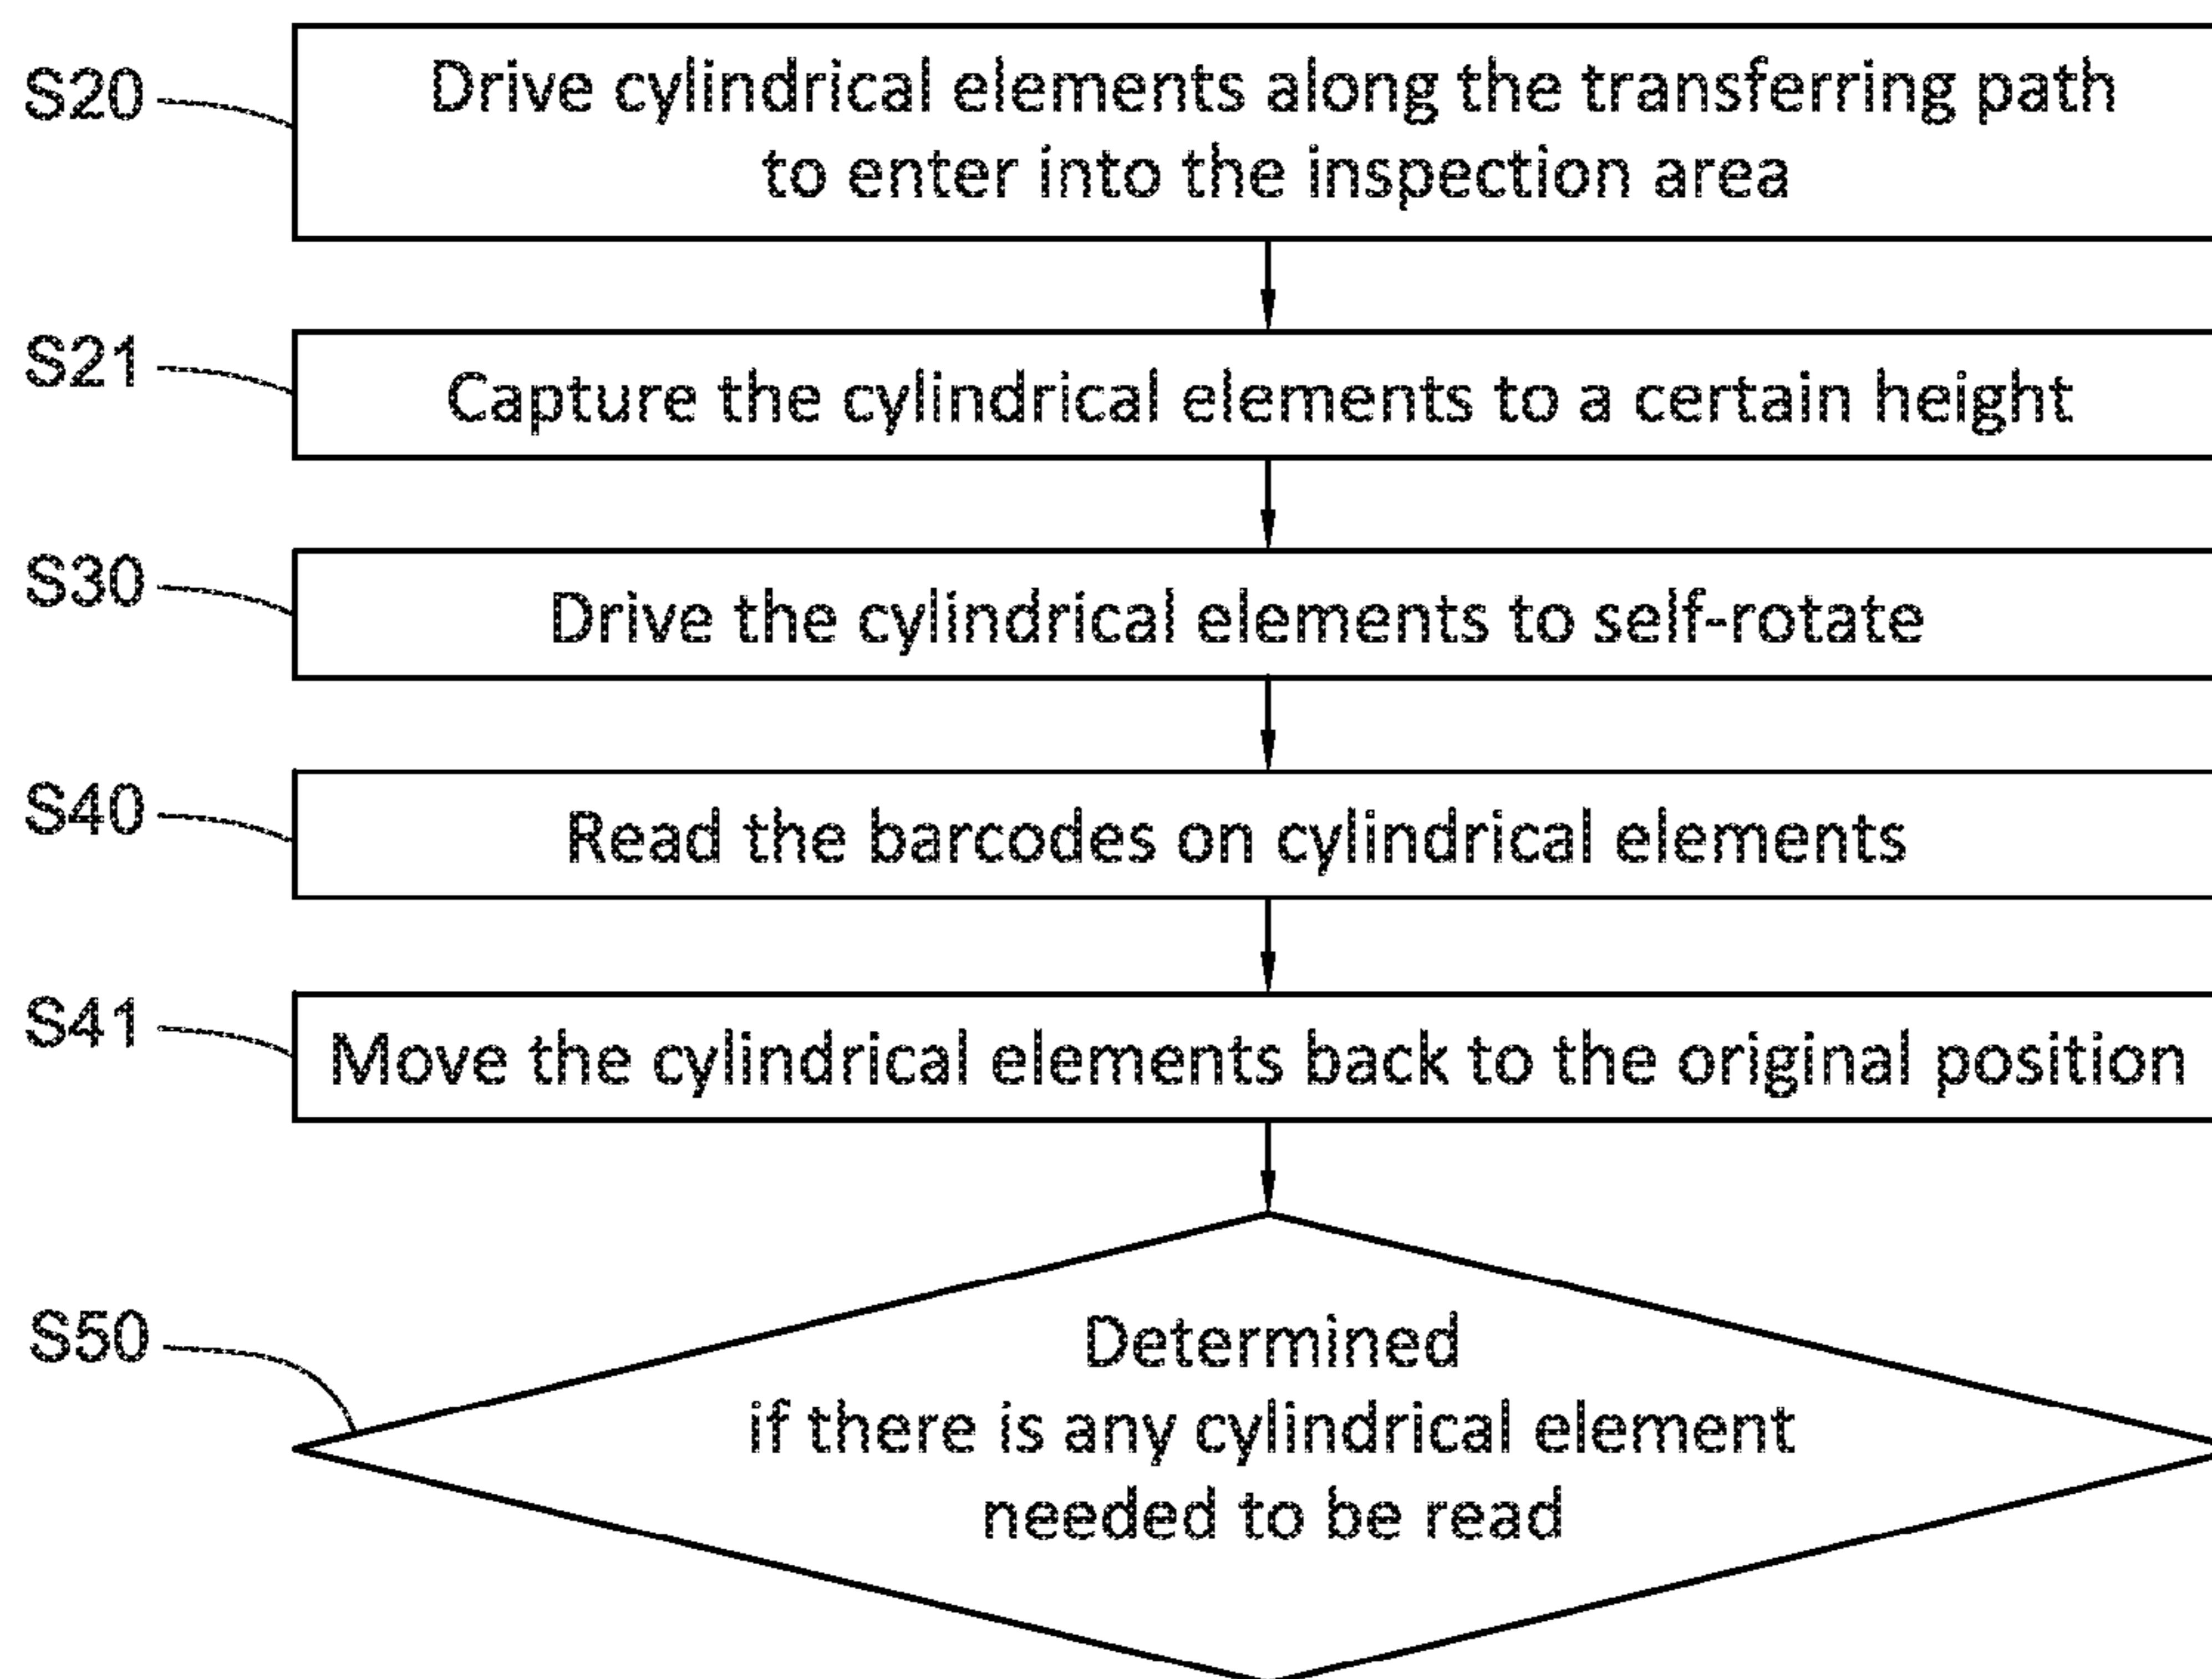 S20
Drive cylindrical elements along the transferring path
to enter into the inspection area
S21
Capture the cylindrical elements to a certain height
S30
Drive the cylindrical elements to self-rotate
S40
Read the barcodes on cylindrical elements
S41
Move the cylindrical elements back to the original position
S50
Determined
if there is any cylindrical element
needed to be read